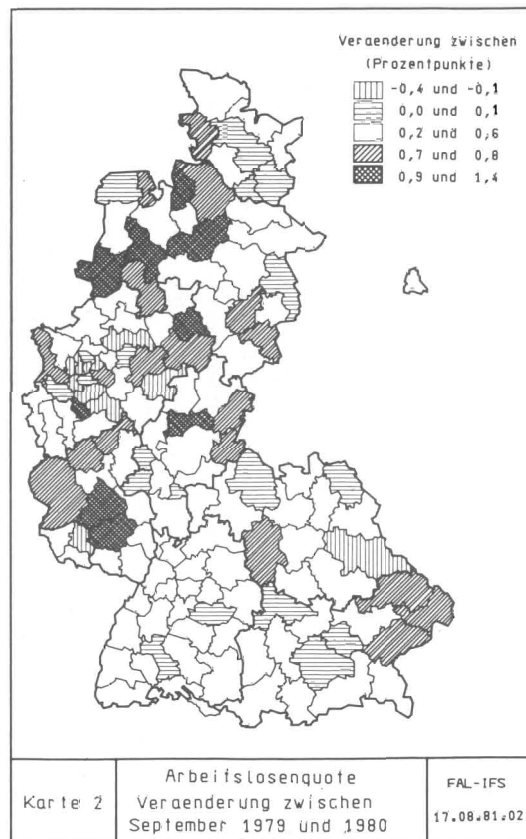 Veraenderung zwischen
(Prozentpunkte)
-0,4 und -0,1
0,0 und 0,1
0,2 und 0,6
0,7 und 0,8
0,9 und 1,4
Karte 2
Arbeitslosenquote
Veraenderung zwischen
September 1979 und 1980
FAL-IFS
17.08.81.02